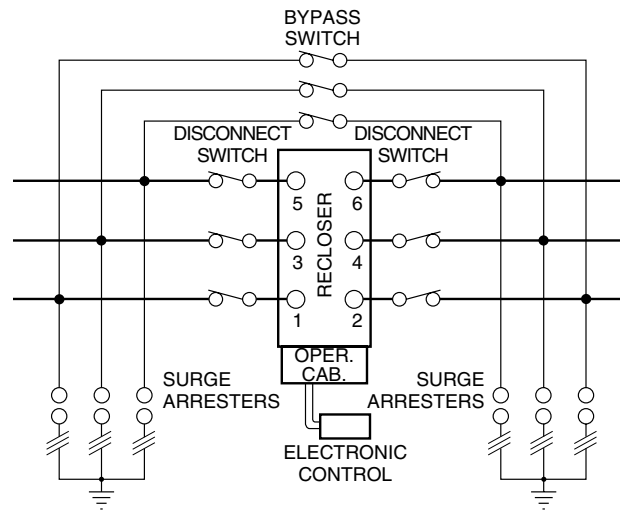 BYPASS
SWITCH
DISCONNECT
SWITCH
DISCONNECT
SWITCH
5
6
RECLOSER
3
4
1
2
OPER.
CAB.
SURGE
ARRESTERS
SURGE
ARRESTERS
ELECTRONIC
CONTROL